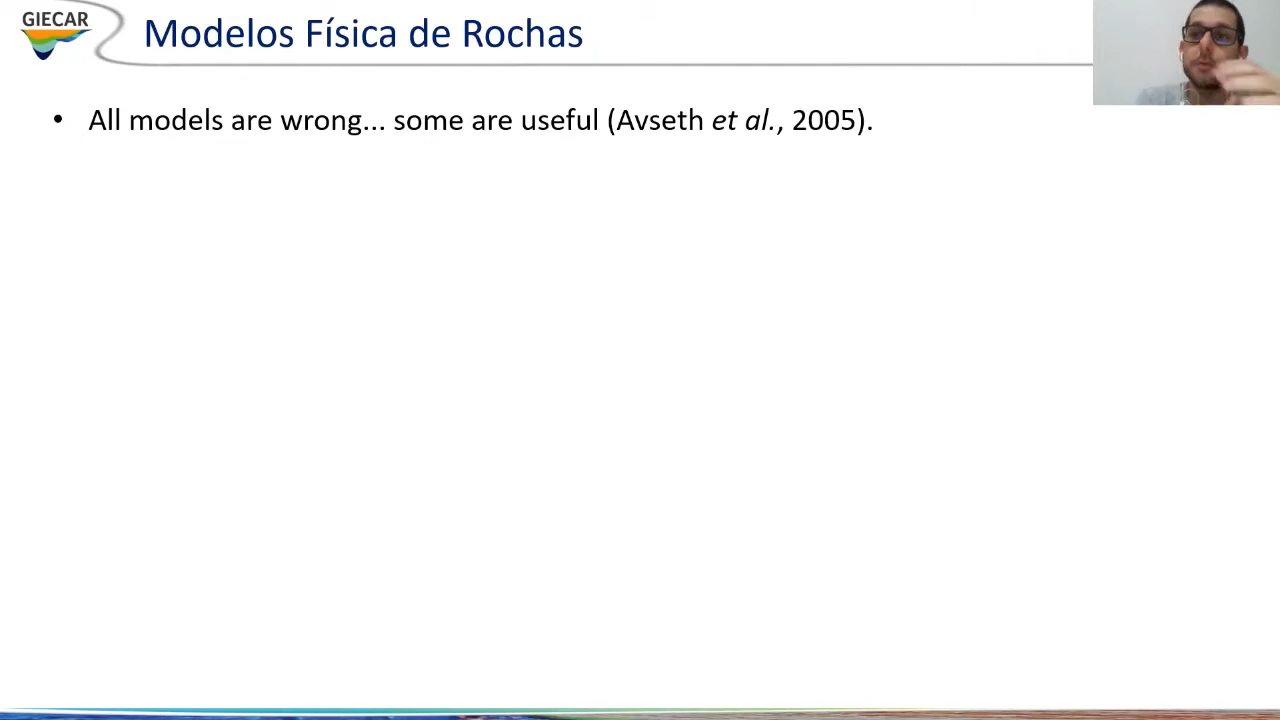 GIECAR
Modelos Física de Rochas
• All models are wrong... some are useful (Avseth et al., 2005).